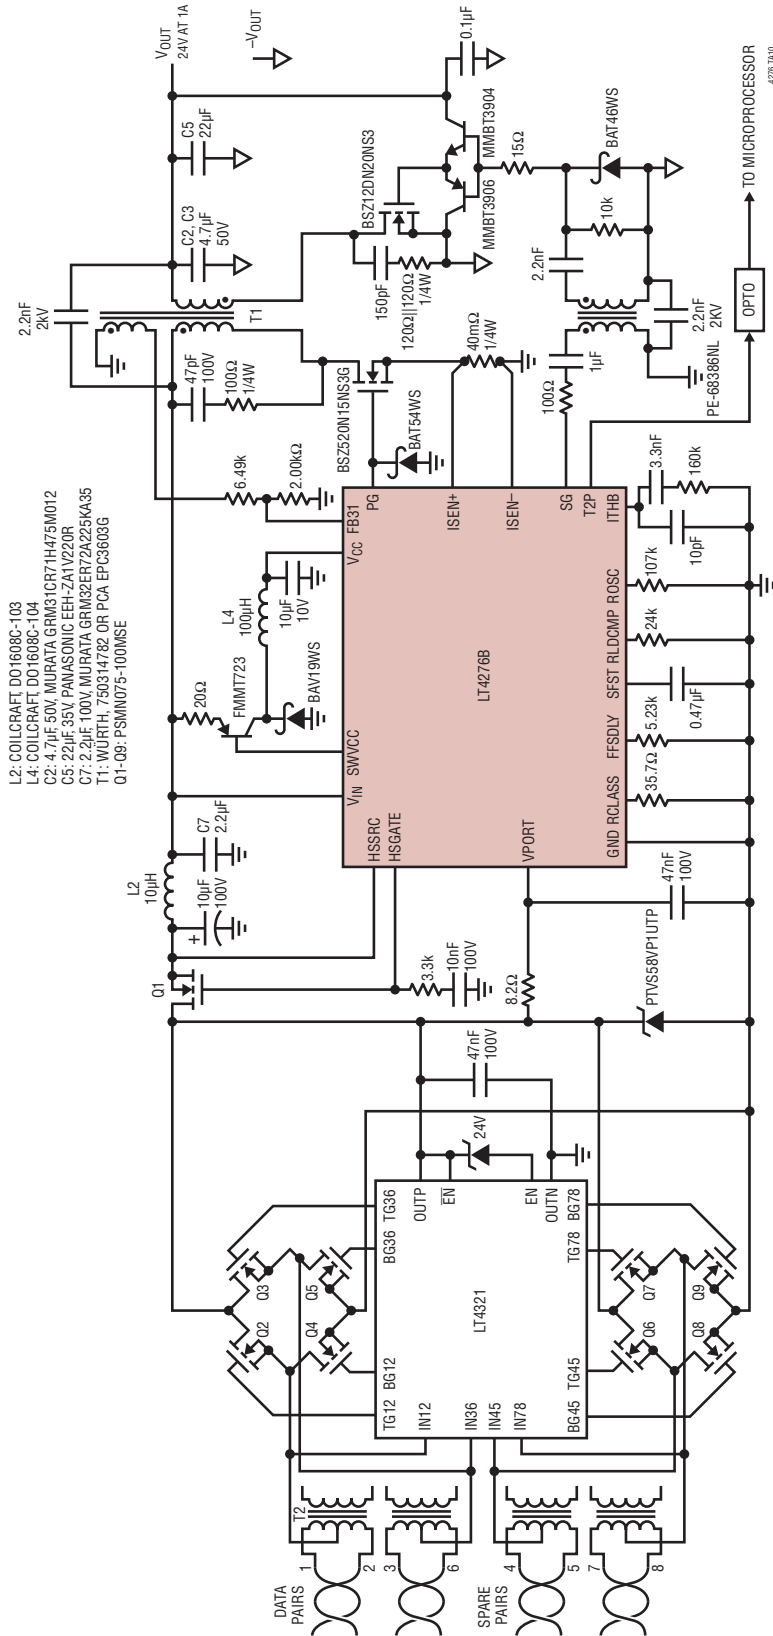 L2: COILCRAFT, DO1608C-103
L4: COILCRAFT, DO1608C-104
C2: 4.7µF, 50V, MURATA GRM31CR71H475M012
C5: 22µF, 35V, PANASONIC EEH-ZA1V220R
C7: 2.2µF, 100V, MURATA GRM32ER72A225KA35
T1: WÜRTH, 750314782 OR PCA EPC3603G
Q1-Q9: PSMN075-100MSE
DATA
PAIRS
1
2
3
6
T2
SPARE
PAIRS
4
5
7
8
Q2
Q3
Q4
Q5
TG12
BG12
BG36
TG36
IN12
IN36
IN45
IN78
LT4321
OUTP
EN
EN
OUTN
BG45
TG45
TG78
BG78
Q6
Q7
Q8
Q9
24V
47nF
100V
Q1
3.3k
10nF
100V
8.2Ω
PTVS58VP1UTP
47nF
100V
L2
10µH
+
10µF
100V
C7
2.2µF
20Ω
FMMT723
BAV19WS
L4
100µH
10µF
10V
6.49k
2.00kΩ
HSSRC
HSGATE
VIN
SWVCC
VCC
FB31
VPORT
LT4276B
PG
ISEN+
ISEN–
SG
T2P
ITHB
GND
RCLASS
FFSDLY
SFST
RLDCMP
ROSC
35.7Ω
5.23k
0.47µF
24k
107k
10pF
3.3nF
160k
2.2nF
2kV
T1
47pF
100V
100Ω
1/4W
BSZ520N15NS3G
BAT54WS
40mΩ
1/4W
C2, C3
4.7µF
50V
C5
22µF
VOUT
24V AT 1A
–VOUT
BSZ12DN20NS3
150pF
120Ω||120Ω
1/4W
MMBT3906
MMBT3904
0.1µF
15Ω
100Ω
1µF
2.2nF
10k
BAT46WS
PE-68386NL
2.2nF
2KV
OPTO
TO MICROPROCESSOR
4276 TA10